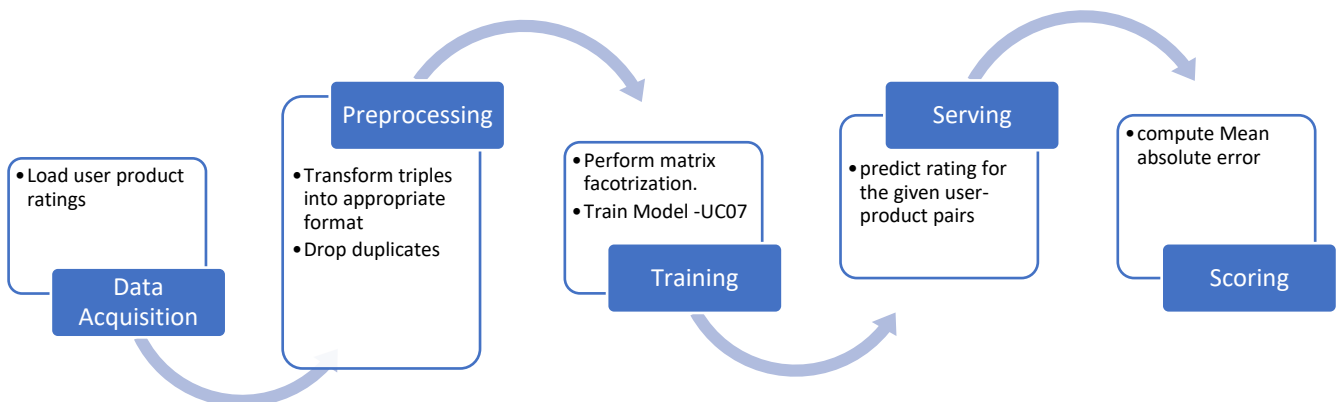 • Load user product
ratings
Data
Acquisition
Preprocessing
• Transform triples
into appropriate
format
• Drop duplicates
• Perform matrix
facotrization.
• Train Model -UC07
Training
Serving
• predict rating for
the given user-
product pairs
• compute Mean
absolute error
Scoring